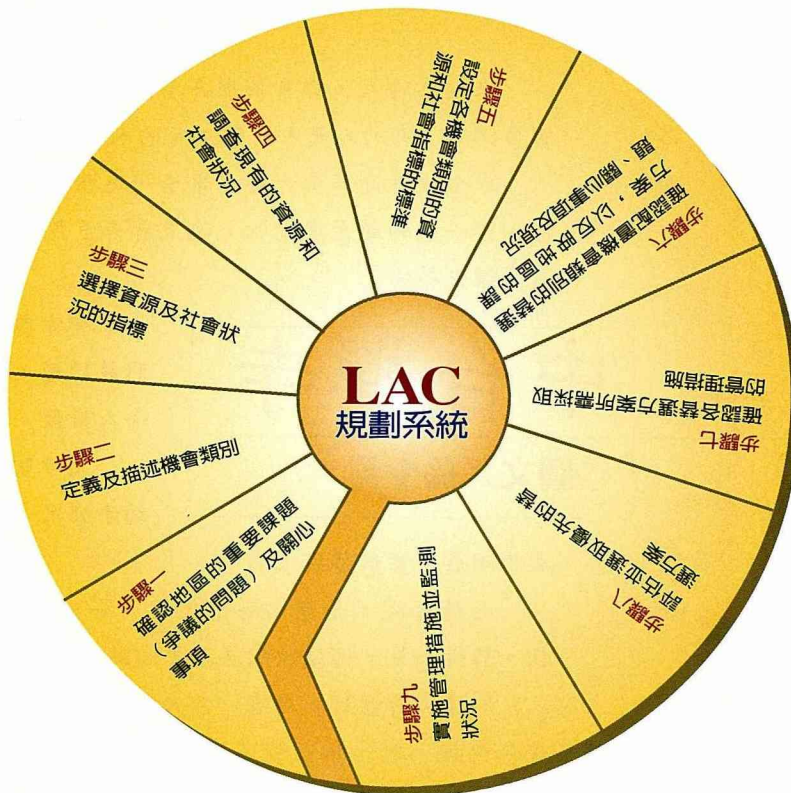 LAC
規劃系統
步驟一
確認地區的重要課題
（爭議的問題）及關心
事項
步驟二
定義及描述機會類別
步驟三
選擇資源及社會狀
況的指標
步驟四
調查現有的資源和
社會狀況
步驟五
設定各機會類別的資
源和社會指標的標準
步驟六
確認配置機會類別的替選
方案，以反映地區的課
題、關心事項及現況
步驟七
確認各替選方案所需採取
的管理措施
步驟八
評估並選取優先的替
選方案
步驟九
實施管理措施並監測
狀況